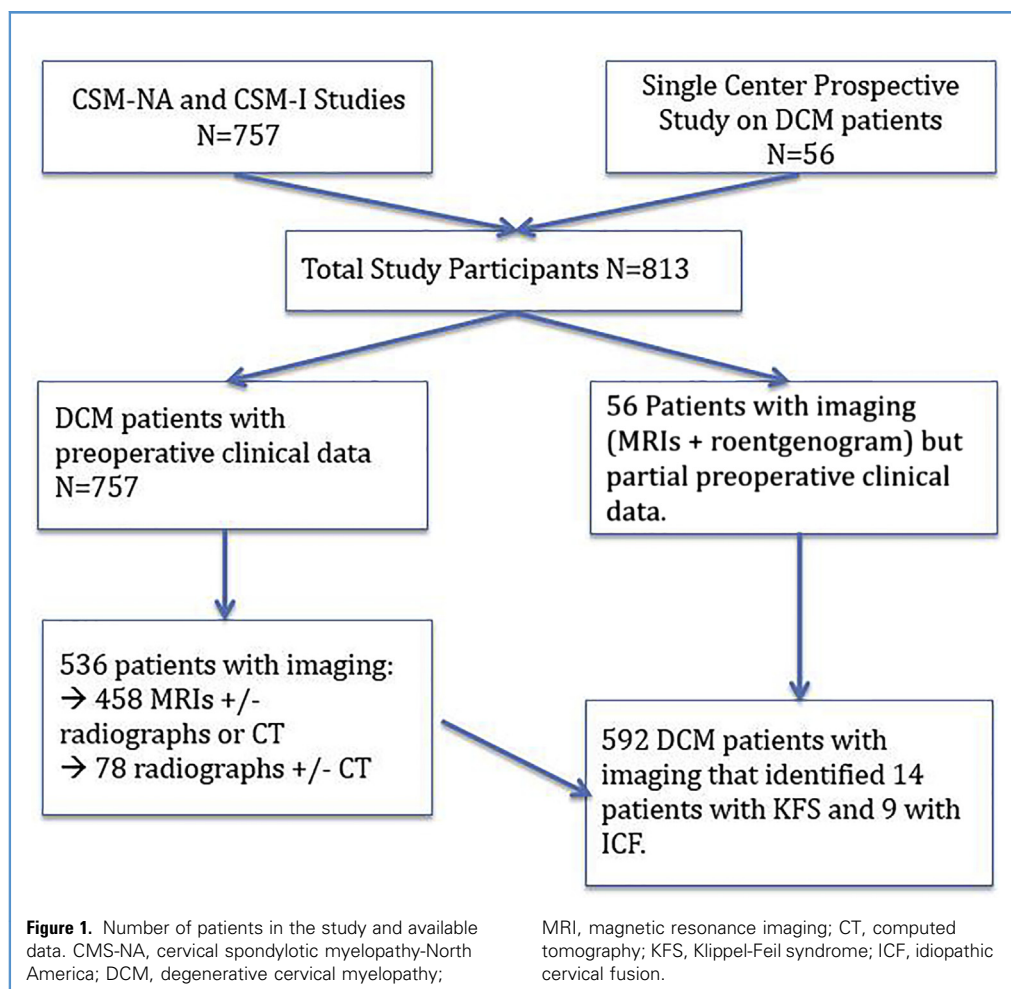 CSM-NA and CSM-I Studies
N=757
Single Center Prospective
Study on DCM patients
N=56
Total Study Participants N=813
DCM patients with
preoperative clinical data
N=757
56 Patients with imaging
(MRIs + roentgenogram) but
partial preoperative clinical
data.
536 patients with imaging:
→ 458 MRIs +/-
radiographs or CT
→ 78 radiographs +/- CT
592 DCM patients with
imaging that identified 14
patients with KFS and 9 with
ICF.
Figure 1. Number of patients in the study and available
data. CMS-NA, cervical spondylotic myelopathy-North
America; DCM, degenerative cervical myelopathy;
MRI, magnetic resonance imaging; CT, computed
tomography; KFS, Klippel-Feil syndrome; ICF, idiopathic
cervical fusion.